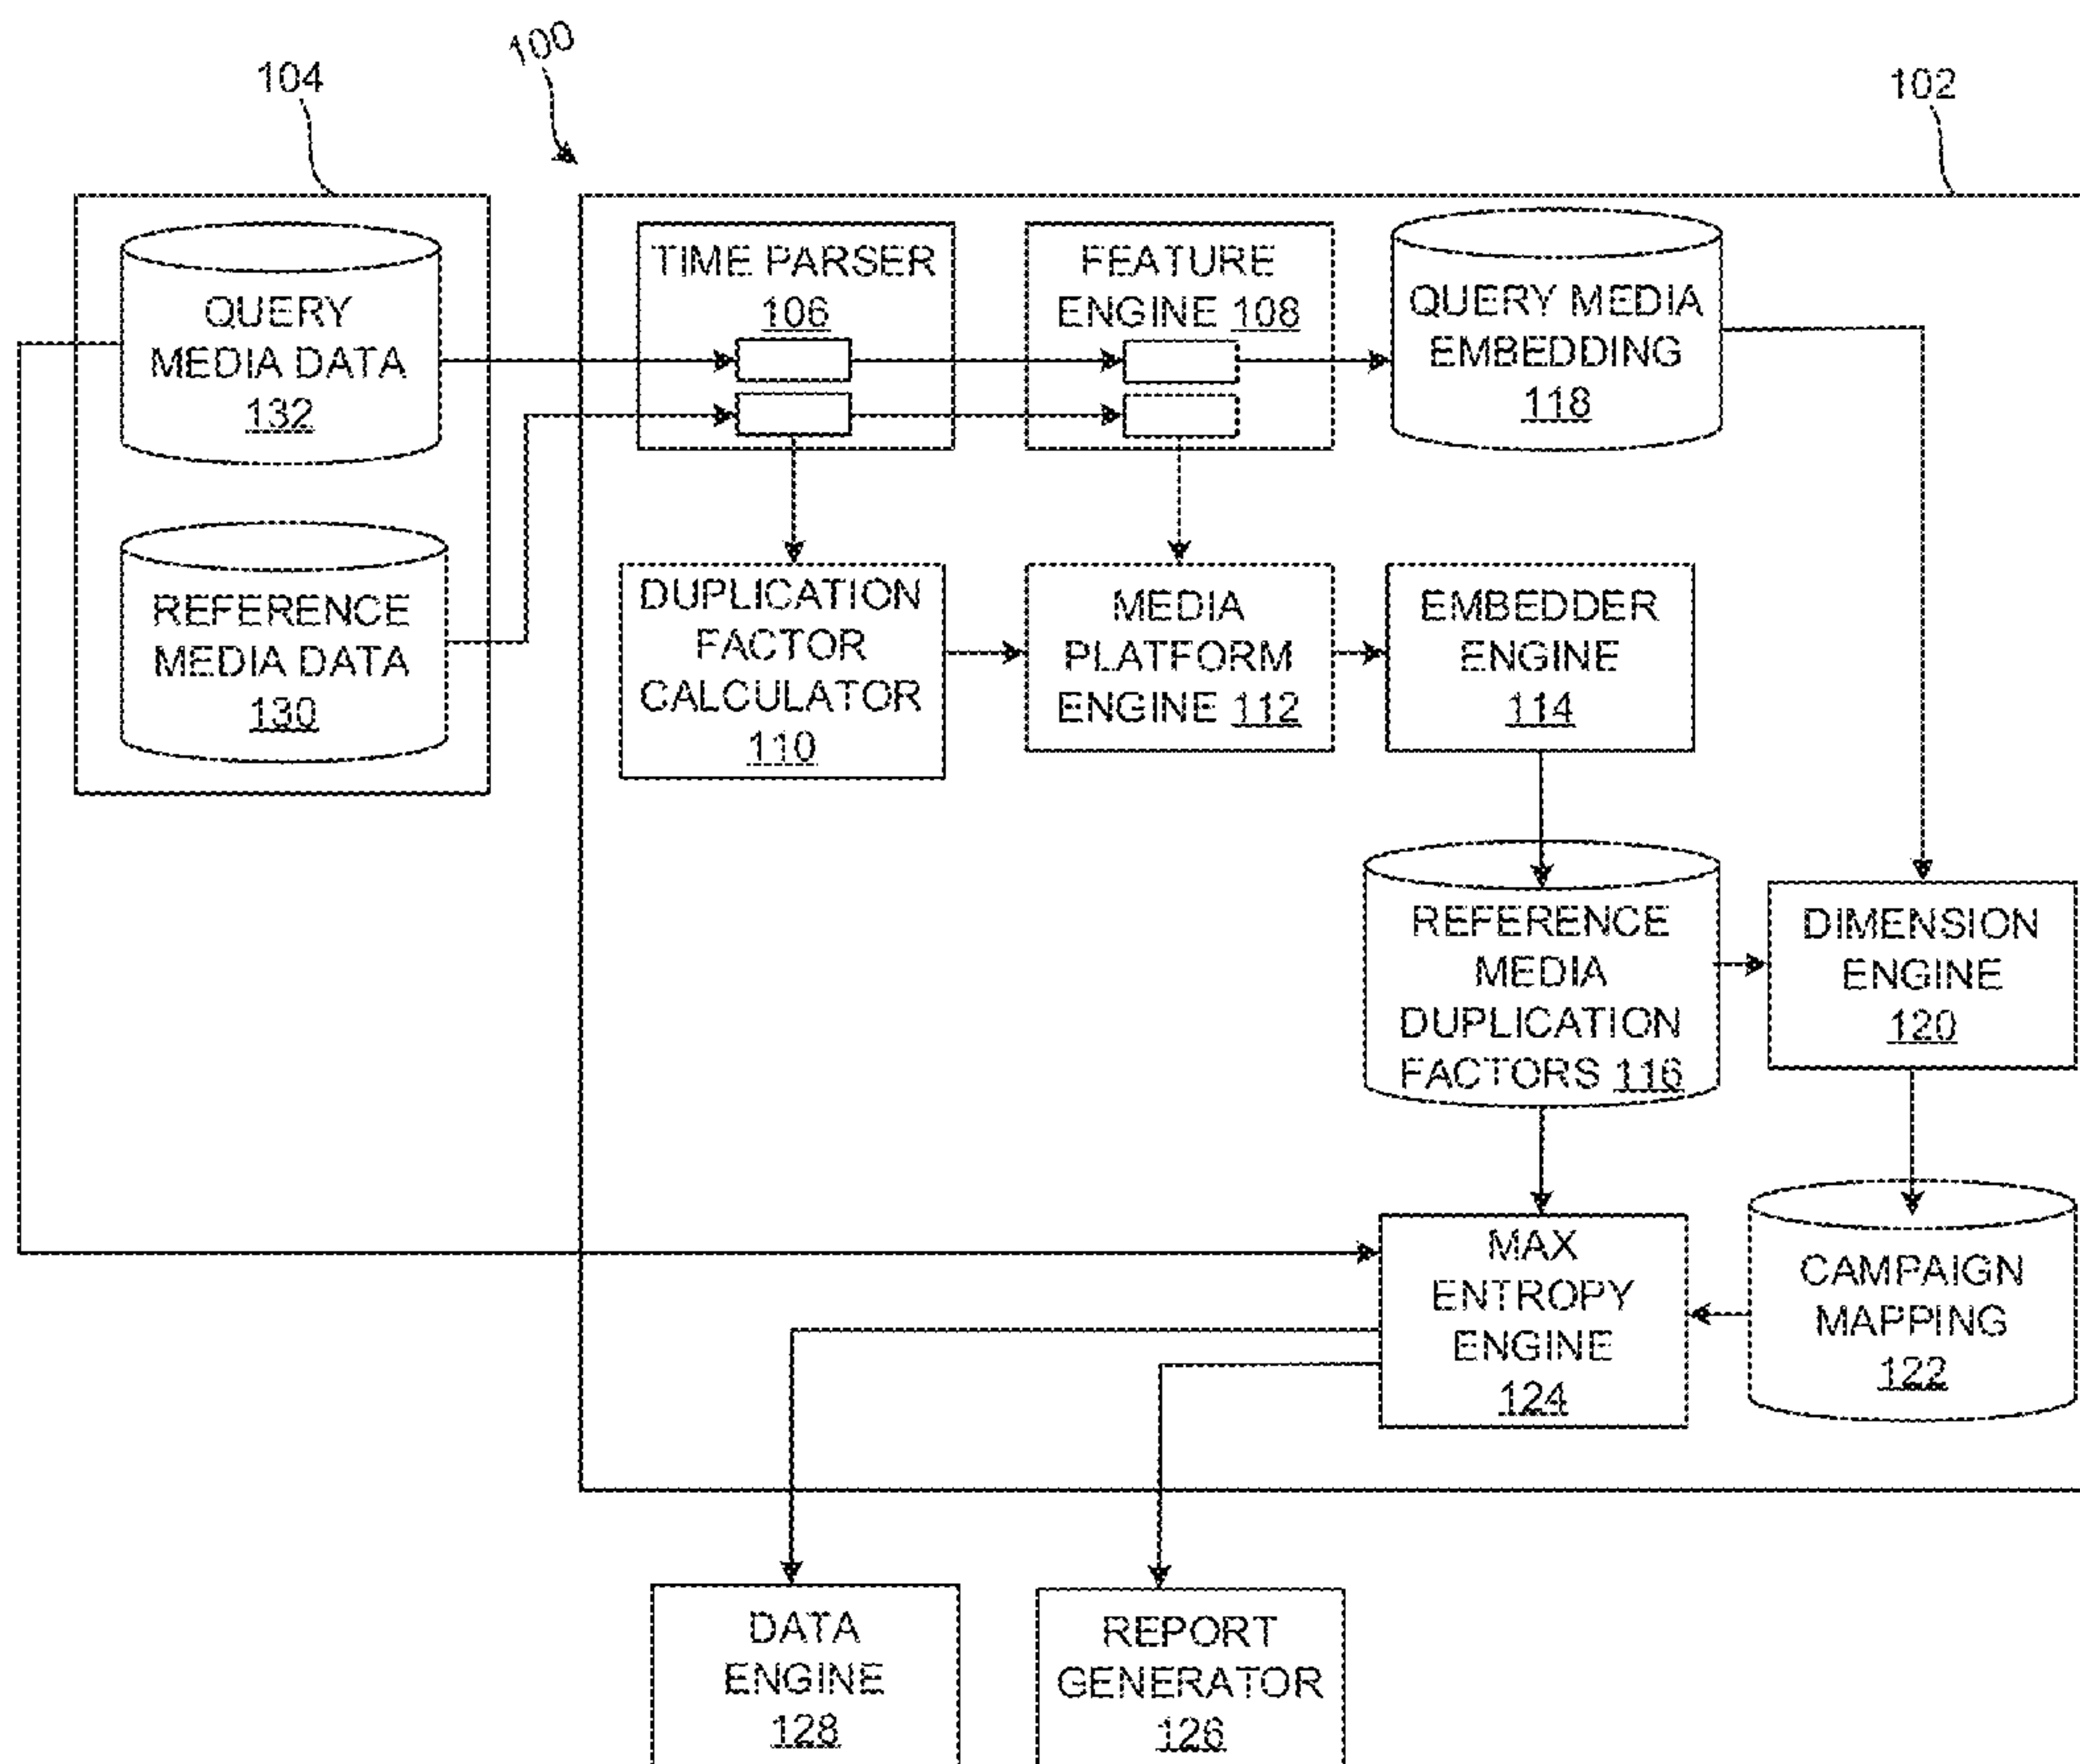 100
104
102
QUERY
MEDIA DATA
132
REFERENCE
MEDIA DATA
130
TIME PARSER
106
FEATURE
ENGINE 108
QUERY MEDIA
EMBEDDING
118
DUPLICATION
FACTOR
CALCULATOR
110
MEDIA
PLATFORM
ENGINE 112
EMBEDDER
ENGINE
114
REFERENCE
MEDIA
DUPLICATION
FACTORS 116
DIMENSION
ENGINE
120
MAX
ENTROPY
ENGINE
124
CAMPAIGN
MAPPING
122
DATA
ENGINE
128
REPORT
GENERATOR
126